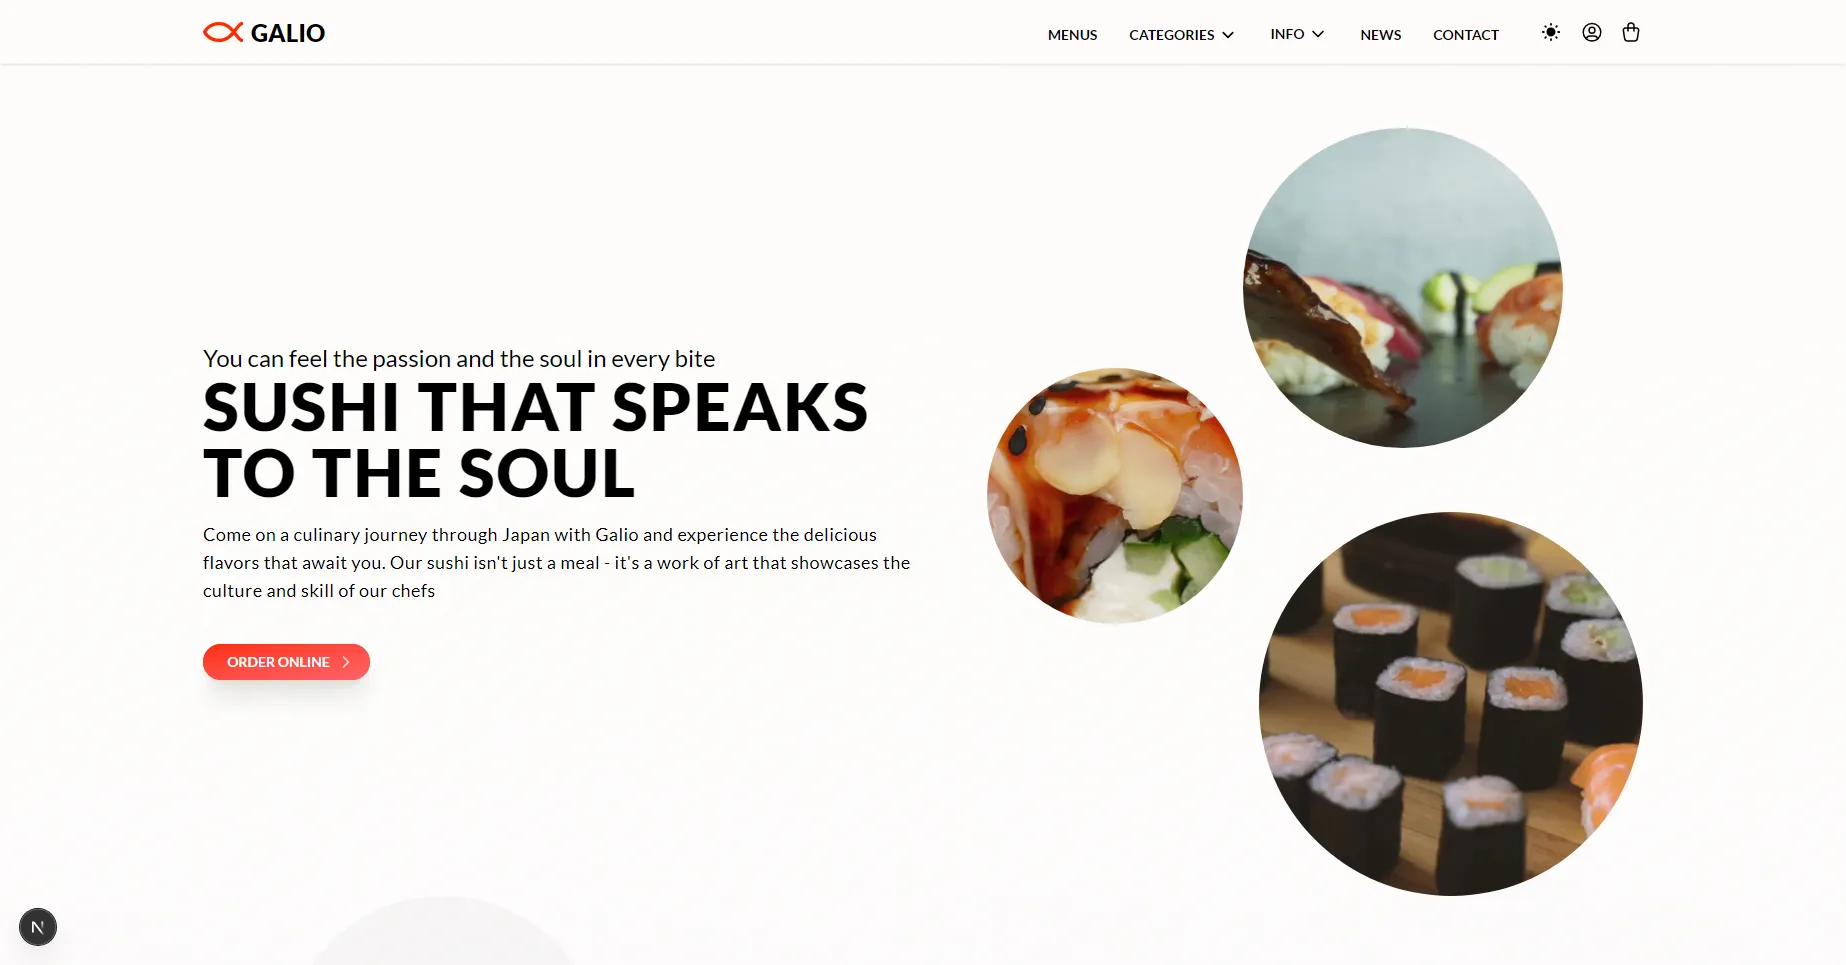 GALIO
MENUS
CATEGORIES
INFO
NEWS
CONTACT
You can feel the passion and the soul in every bite
SUSHI THAT SPEAKS
TO THE SOUL
Come on a culinary journey through Japan with Galio and experience the delicious
flavors that await you. Our sushi isn't just a meal - it's a work of art that showcases the
culture and skill of our chefs
ORDER ONLINE
N